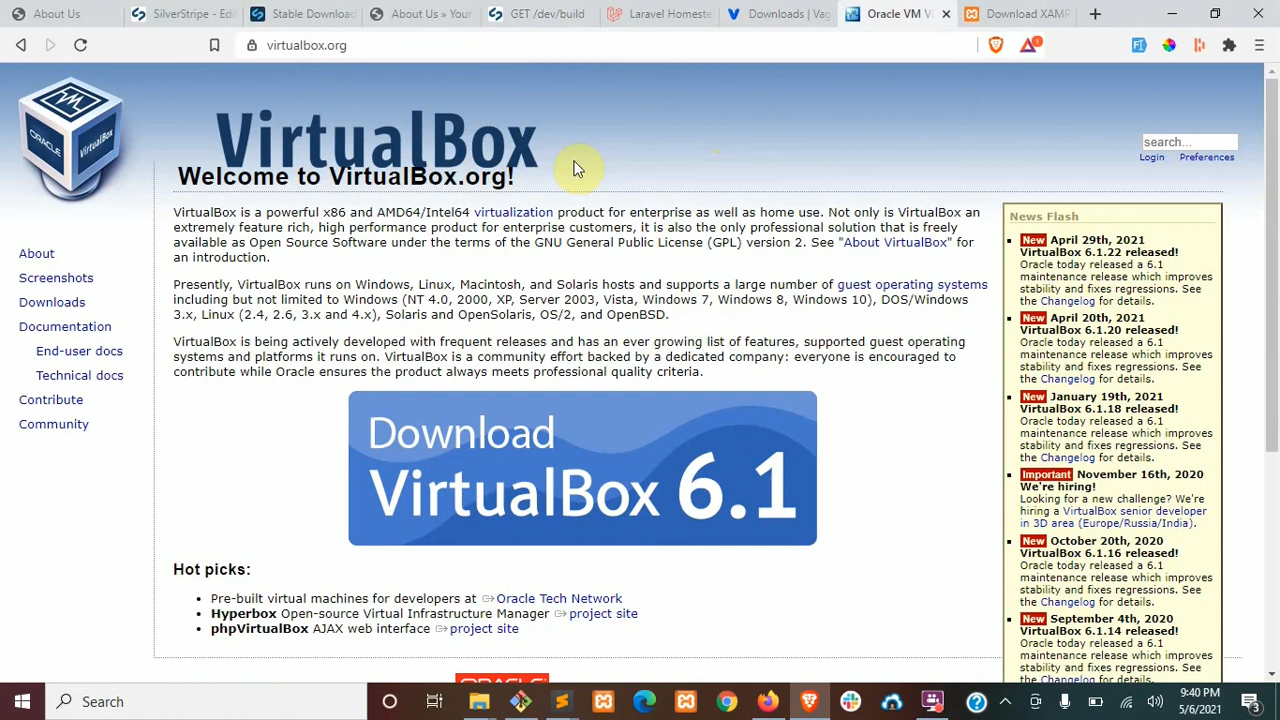 About Us
SilverStripe - Edi
Stable Download
About Us » Your
GET /dev/build
Laravel Homeste
Downloads | Vag
Oracle VM Vi
Download XAMP
virtualbox.org
1
ORACLE
VirtualBox
VirtualBox
Welcome to VirtualBox.org!
search...
Login
Preferences
VirtualBox is a powerful x86 and AMD64/Intel64 virtualization product for enterprise as well as home use. Not only is VirtualBox an
extremely feature rich, high performance product for enterprise customers, it is also the only professional solution that is freely
available as Open Source Software under the terms of the GNU General Public License (GPL) version 2. See "About VirtualBox" for
an introduction.
Presently, VirtualBox runs on Windows, Linux, Macintosh, and Solaris hosts and supports a large number of guest operating systems
including but not limited to Windows (NT 4.0, 2000, XP, Server 2003, Vista, Windows 7, Windows 8, Windows 10), DOS/Windows
3.x, Linux (2.4, 2.6, 3.x and 4.x), Solaris and OpenSolaris, OS/2, and OpenBSD.
VirtualBox is being actively developed with frequent releases and has an ever growing list of features, supported guest operating
systems and platforms it runs on. VirtualBox is a community effort backed by a dedicated company: everyone is encouraged to
contribute while Oracle ensures the product always meets professional quality criteria.
About
Screenshots
Downloads
Documentation
End-user docs
Technical docs
Contribute
Community
Download
VirtualBox 6.1
Hot picks:
Pre-built virtual machines for developers at Oracle Tech Network
Hyperbox Open-source Virtual Infrastructure Manager project site
phpVirtualBox AJAX web interface project site
ORACLE
News Flash
New April 29th, 2021
VirtualBox 6.1.22 released!
Oracle today released a 6.1
maintenance release which improves
stability and fixes regressions. See
the Changelog for details.
New April 20th, 2021
VirtualBox 6.1.20 released!
Oracle today released a 6.1
maintenance release which improves
stability and fixes regressions. See
the Changelog for details.
New January 19th, 2021
VirtualBox 6.1.18 released!
Oracle today released a 6.1
maintenance release which improves
stability and fixes regressions. See
the Changelog for details.
Important November 16th, 2020
We're hiring!
Looking for a new challenge? We're
hiring a VirtualBox senior developer
in 3D area (Europe/Russia/India).
New October 20th, 2020
VirtualBox 6.1.16 released!
Oracle today released a 6.1
maintenance release which improves
stability and fixes regressions. See
the Changelog for details.
New September 4th, 2020
VirtualBox 6.1.14 released!
Oracle today released a 6.1
maintenance release which improves
stability and fixes regressions. See
the Changelog for details.
Search
9:40 PM
5/6/2021
3